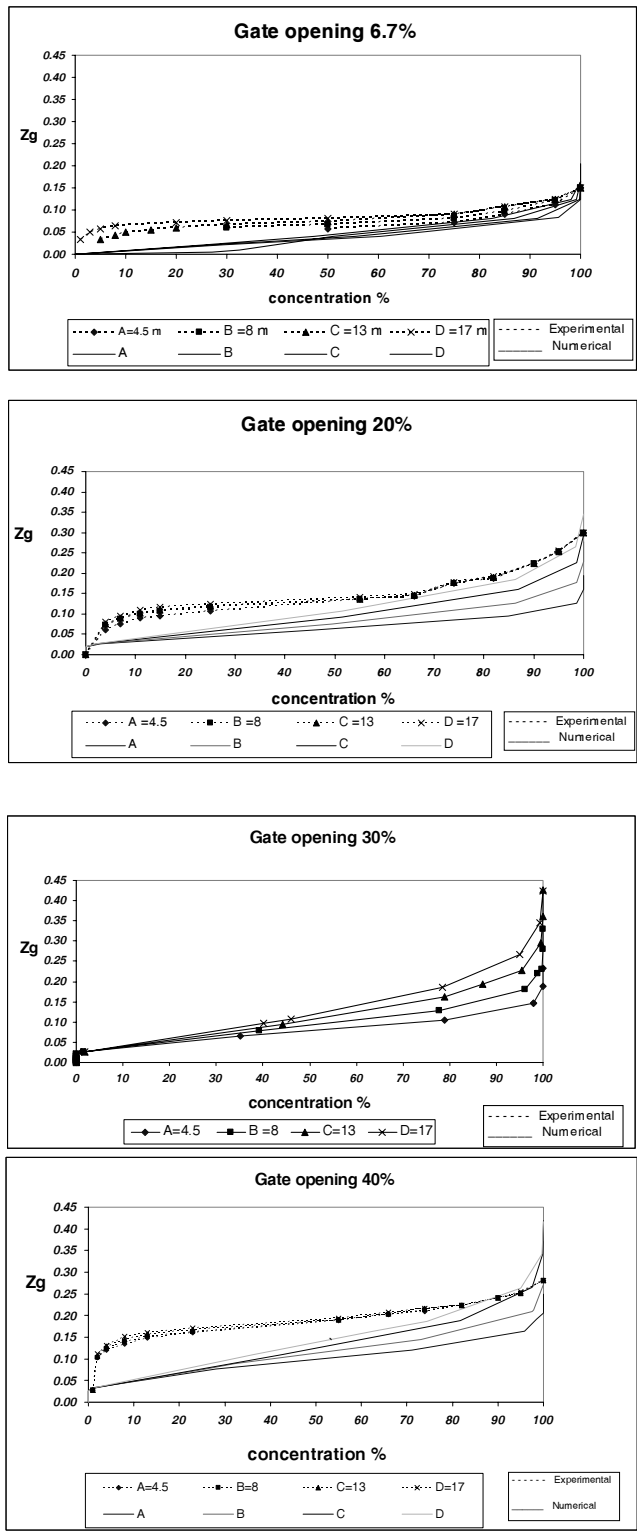 Gate opening 6.7%
0.45
0.40
0.35
0.30
Zg
0.25
0.20
0.15
0.10
0.05
0.00
0 10 20 30 40 50 60 70 80 90 100
concentration %
A=4.5 m B =8 m C =13 m D =17 m
A B C D
Experimental
Numerical
Gate opening 20%
0.45
0.40
0.35
Zg
0.30
0.25
0.20
0.15
0.10
0.05
0.00
0 10 20 30 40 50 60 70 80 90 100
concentration %
A =4.5 B =8 C =13 D =17
A B C D
Experimental
Numerical
Gate opening 30%
0.45
0.40
0.35
Zg
0.30
0.25
0.20
0.15
0.10
0.05
0.00
0 10 20 30 40 50 60 70 80 90 100
concentration %
A=4.5 B =8 C=13 D=17
Experimental
Numerical
Gate opening 40%
0.45
0.40
0.35
0.30
Zg
0.25
0.20
0.15
0.10
0.05
0.00
0 10 20 30 40 50 60 70 80 90 100
concentration %
A=4.5 B=8 C=13 D=17
A B C D
Experimental
Numerical